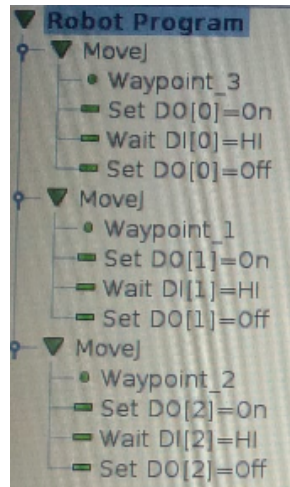 Robot Program
MoveJ
Waypoint_3
Set DO[0]=On
Wait DI[0]=HI
Set DO[0]=Off
MoveJ
Waypoint_1
Set DO[1]=On
Wait DI[1]=HI
Set DO[1]=Off
MoveJ
Waypoint_2
Set DO[2]=On
Wait DI[2]=HI
Set DO[2]=Off